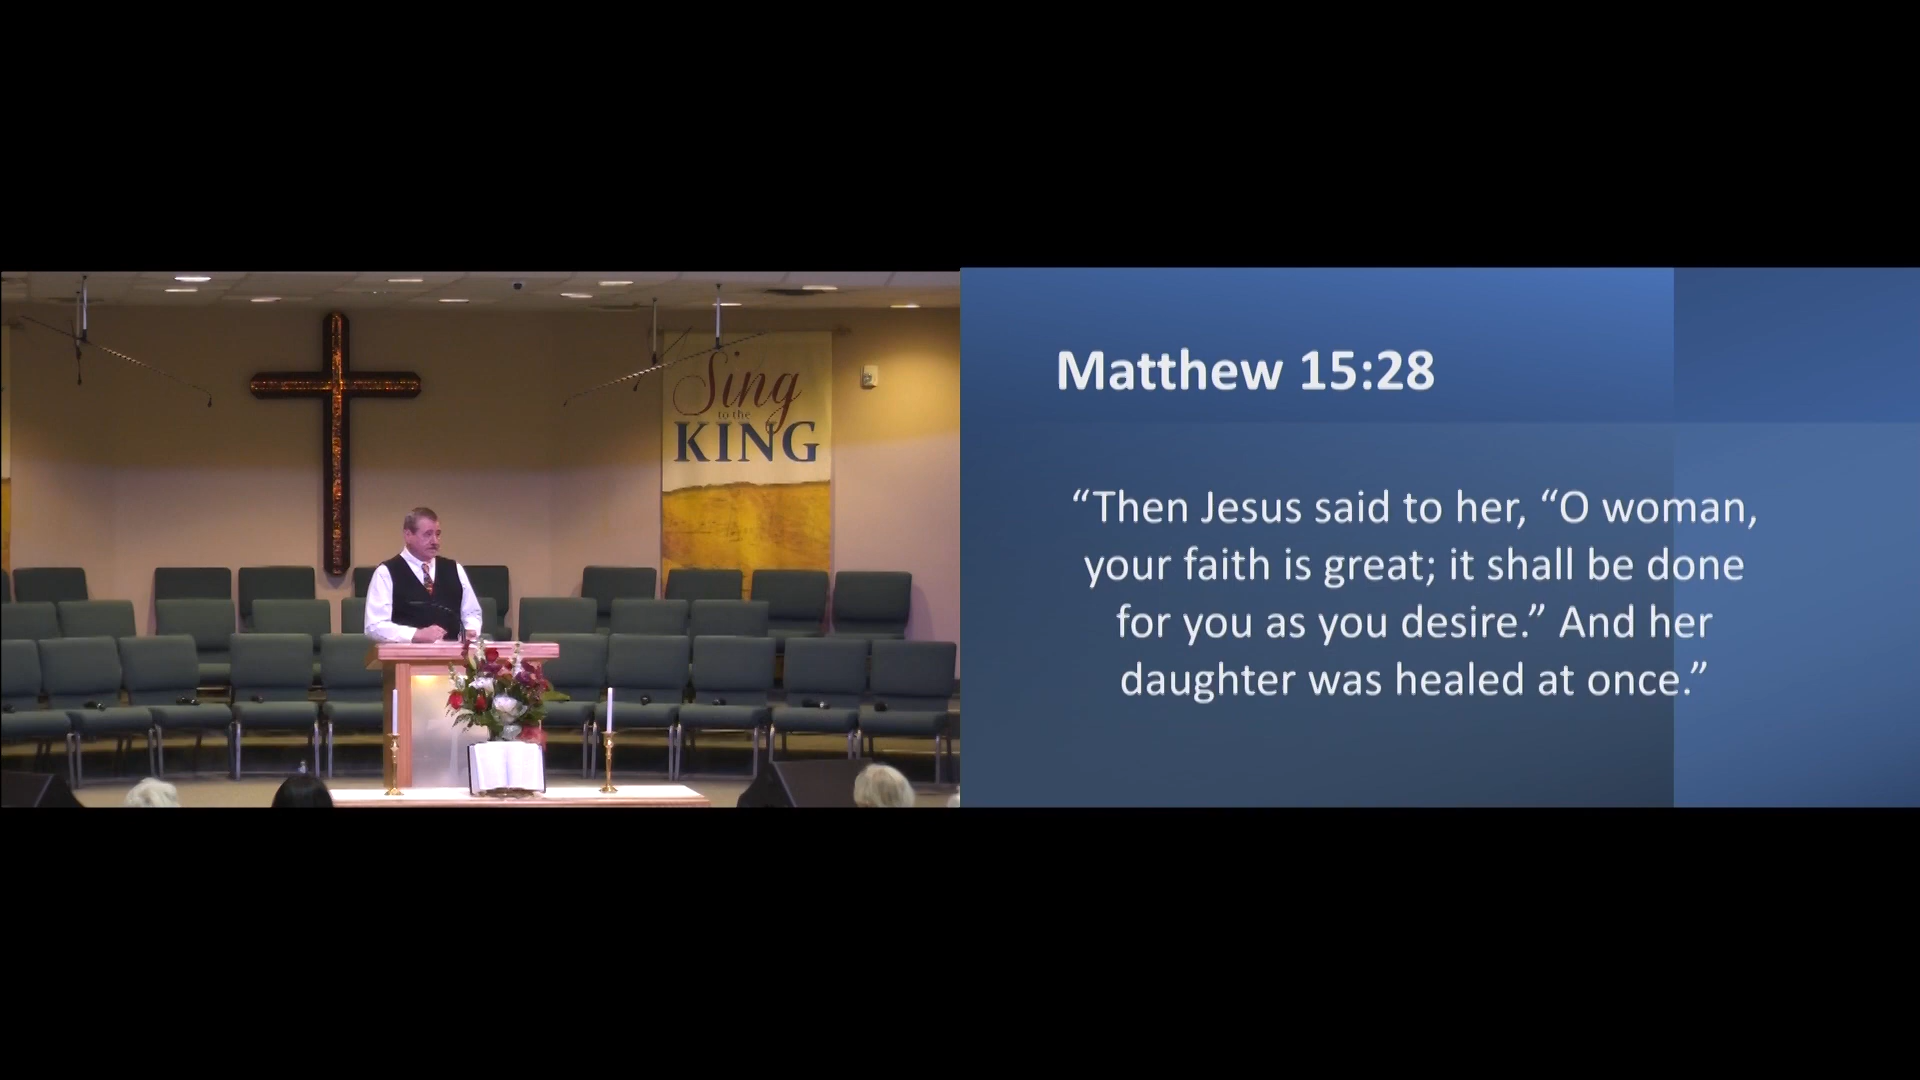 Sing
to the
KING
Matthew 15:28
“Then Jesus said to her, “O woman,
your faith is great; it shall be done
for you as you desire.” And her
daughter was healed at once.”